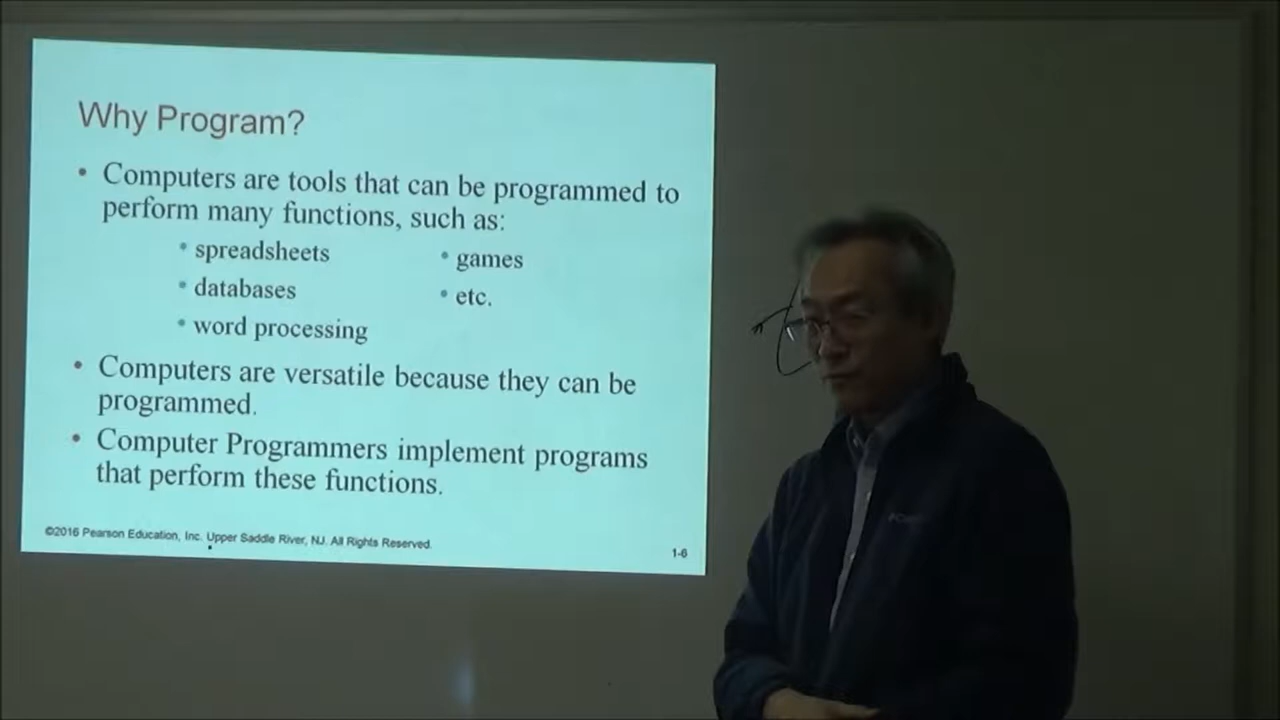 Why Program?
• Computers are tools that can be programmed to
perform many functions, such as:
• spreadsheets
• databases
• word processing
• games
• etc.
• Computers are versatile because they can be
programmed.
• Computer Programmers implement programs
that perform these functions.
©2016 Pearson Education, Inc. Upper Saddle River, NJ. All Rights Reserved.
1-6